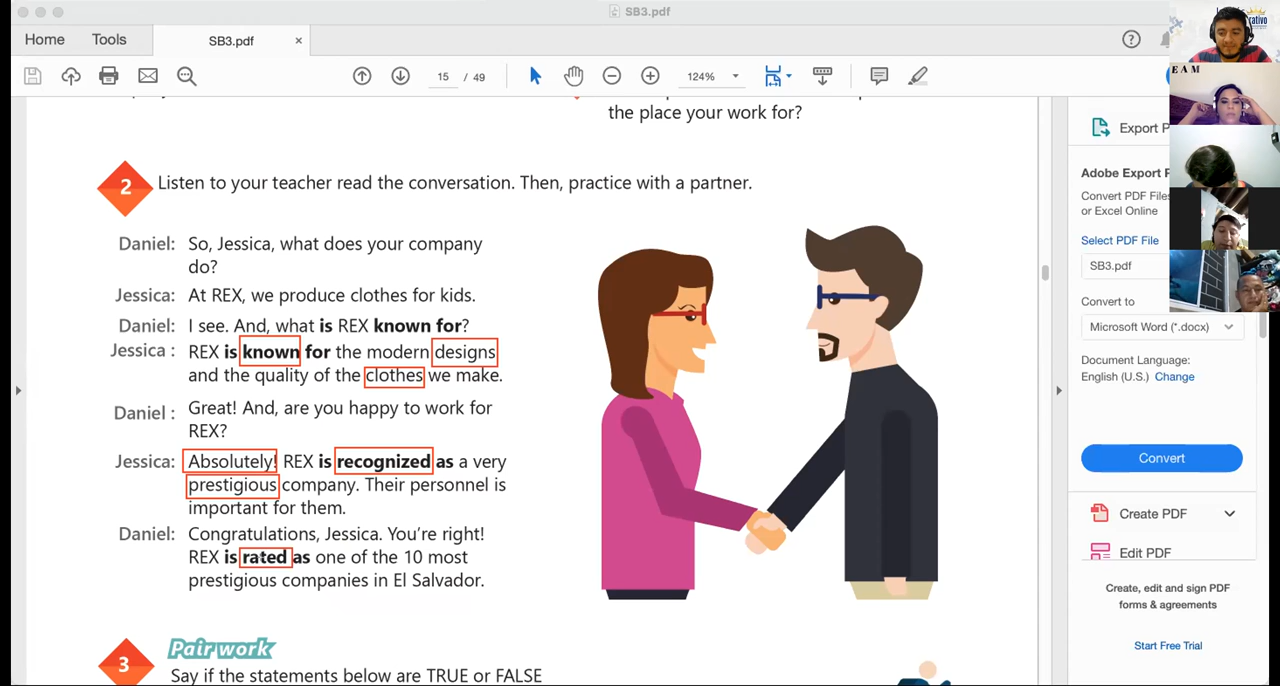 SB3.pdf
Home
Tools
SB3.pdf
×
15 / 49
124%
the place your work for?
2
Listen to your teacher read the conversation. Then, practice with a partner.
Daniel: So, Jessica, what does your company
do?
Jessica: At REX, we produce clothes for kids.
Daniel: I see. And, what is REX known for?
Jessica : REX is known for the modern designs
and the quality of the clothes we make.
Daniel : Great! And, are you happy to work for
REX?
Jessica: Absolutely! REX is recognized as a very
prestigious company. Their personnel is
important for them.
Daniel: Congratulations, Jessica. You're right!
REX is rated as one of the 10 most
prestigious companies in El Salvador.
3
Pair work
Say if the statements below are TRUE or FALSE
Export P
Adobe Export P
Convert PDF Files
or Excel Online
Select PDF File
SB3.pdf
Convert to
Microsoft Word (*.docx)
Document Language:
English (U.S.) Change
Convert
Create PDF
Edit PDF
Create, edit and sign PDF
forms & agreements
Start Free Trial
rativo
E A M